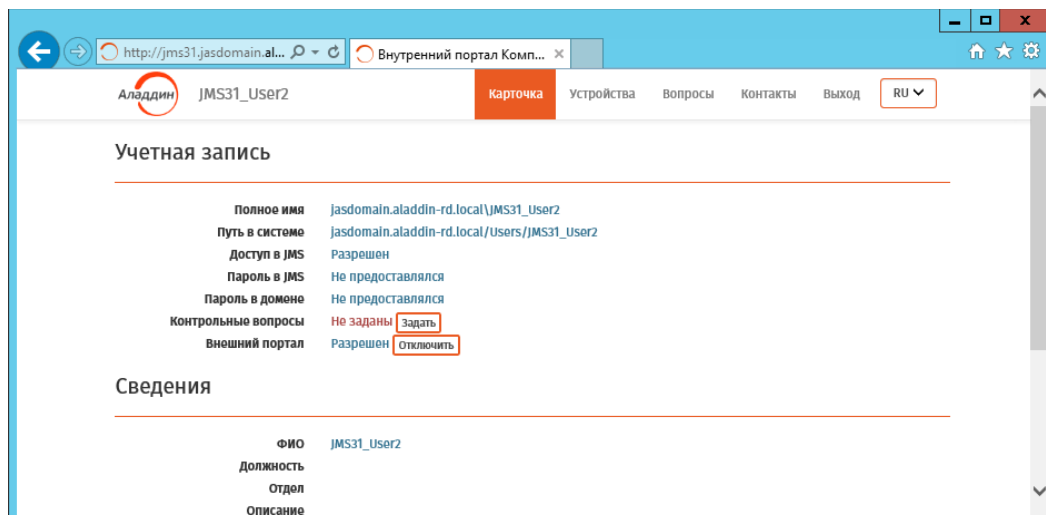 http://jms31.jasdomain.al...
Внутренний портал Комп...
Аладдин
JMS31_User2
Карточка
Устройства
Вопросы
Контакты
Выход
RU
Учетная запись
Полное имя jasdomain.aladdin-rd.local\JMS31_User2
Путь в системе jasdomain.aladdin-rd.local/Users/JMS31_User2
Доступ в JMS Разрешен
Пароль в JMS Не предоставлялся
Пароль в домене Не предоставлялся
Контрольные вопросы Не заданы Задать
Внешний портал Разрешен Отключить
Сведения
ФИО JMS31_User2
Должность
Отдел
Описание